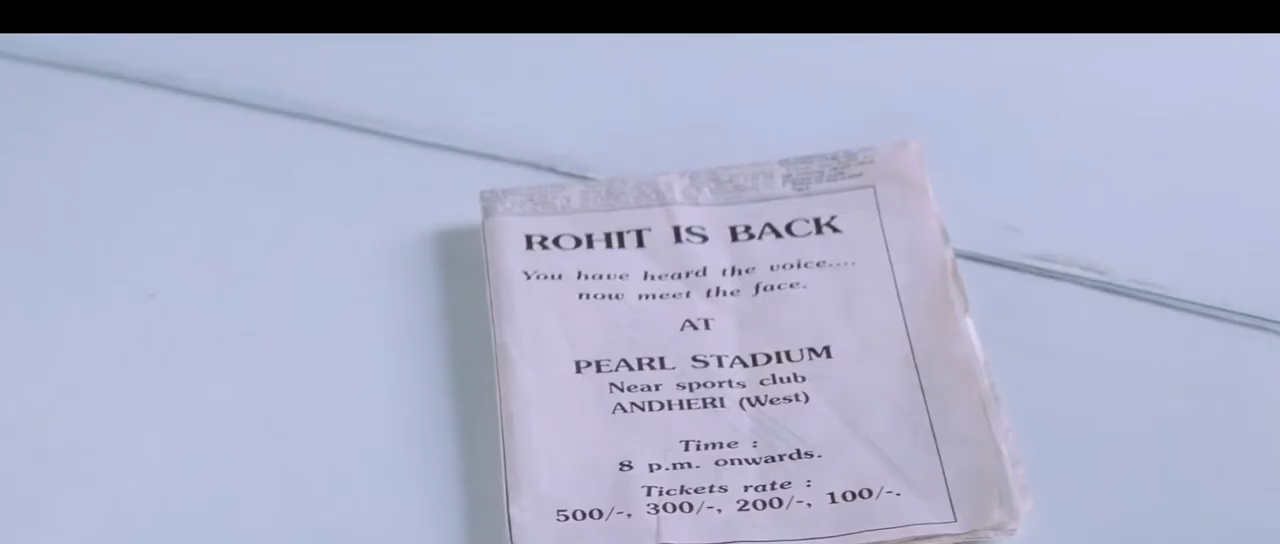 ROHIT IS BACK
You have heard the voice....
now meet the face.
AT
PEARL STADIUM
Near sports club
ANDHERI (West)
Time :
8 p.m. onwards.
Tickets rate :
500/-, 300/-, 200/-, 100/-.